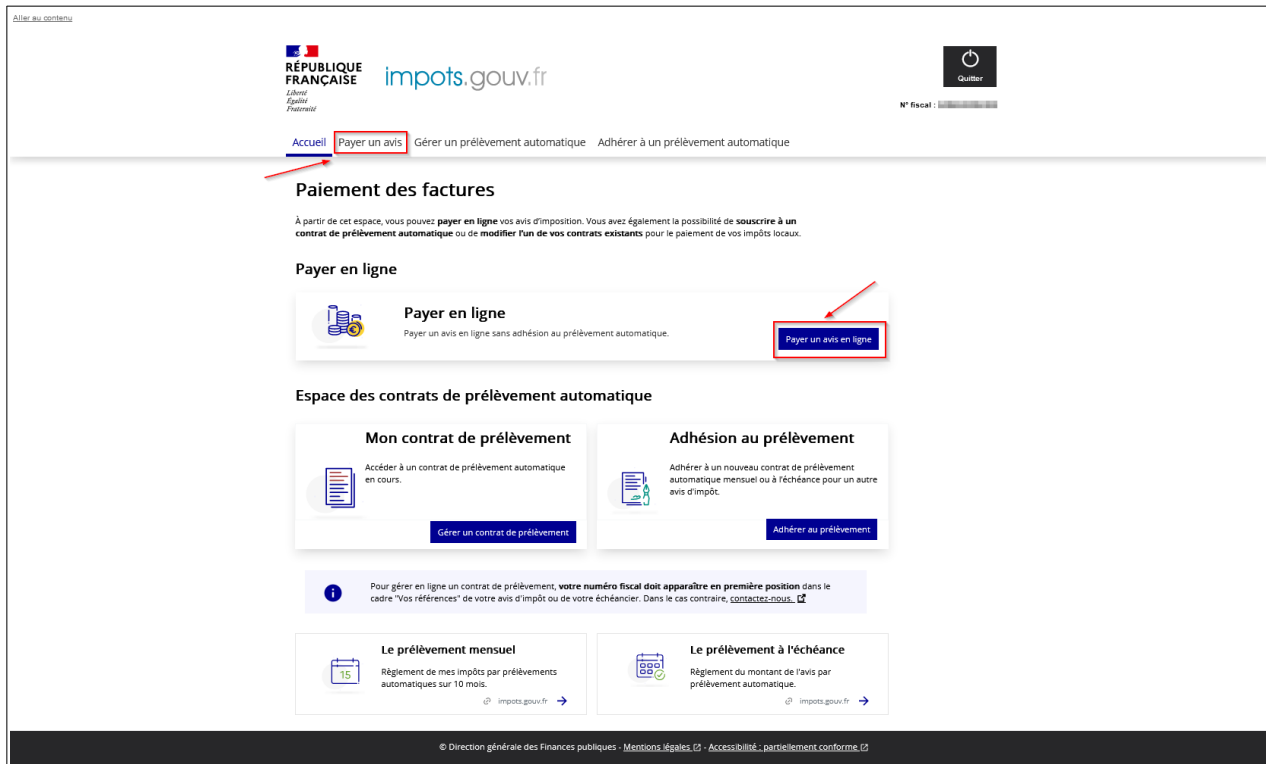 Aller au contenu
RÉPUBLIQUE
FRANÇAISE
Liberté
Égalité
Fraternité
impots.gouv.fr
Quitter
N° fiscal :
Accueil Payer un avis Gérer un prélèvement automatique Adhérer à un prélèvement automatique
Paiement des factures
À partir de cet espace, vous pouvez payer en ligne vos avis d'imposition. Vous avez également la possibilité de souscrire à un
contrat de prélèvement automatique ou de modifier l'un de vos contrats existants pour le paiement de vos impôts locaux.
Payer en ligne
Payer en ligne
Payer un avis en ligne sans adhésion au prélèvement automatique.
Payer un avis en ligne
Espace des contrats de prélèvement automatique
Mon contrat de prélèvement
Accéder à un contrat de prélèvement automatique
en cours.
Gérer un contrat de prélèvement
Adhésion au prélèvement
Adhérer à un nouveau contrat de prélèvement
automatique mensuel ou à l'échéance pour un autre
avis d'impôt.
Adhérer au prélèvement
Pour gérer en ligne un contrat de prélèvement, votre numéro fiscal doit apparaître en première position dans le
cadre "Vos références" de votre avis d'impôt ou de votre échéancier. Dans le cas contraire, contactez-nous.
Le prélèvement mensuel
15
Règlement de mes impôts par prélèvements
automatiques sur 10 mois.
impots.gouv.fr
Le prélèvement à l'échéance
Règlement du montant de l'avis par
prélèvement automatique.
impots.gouv.fr
© Direction générale des Finances publiques - Mentions légales - Accessibilité : partiellement conforme